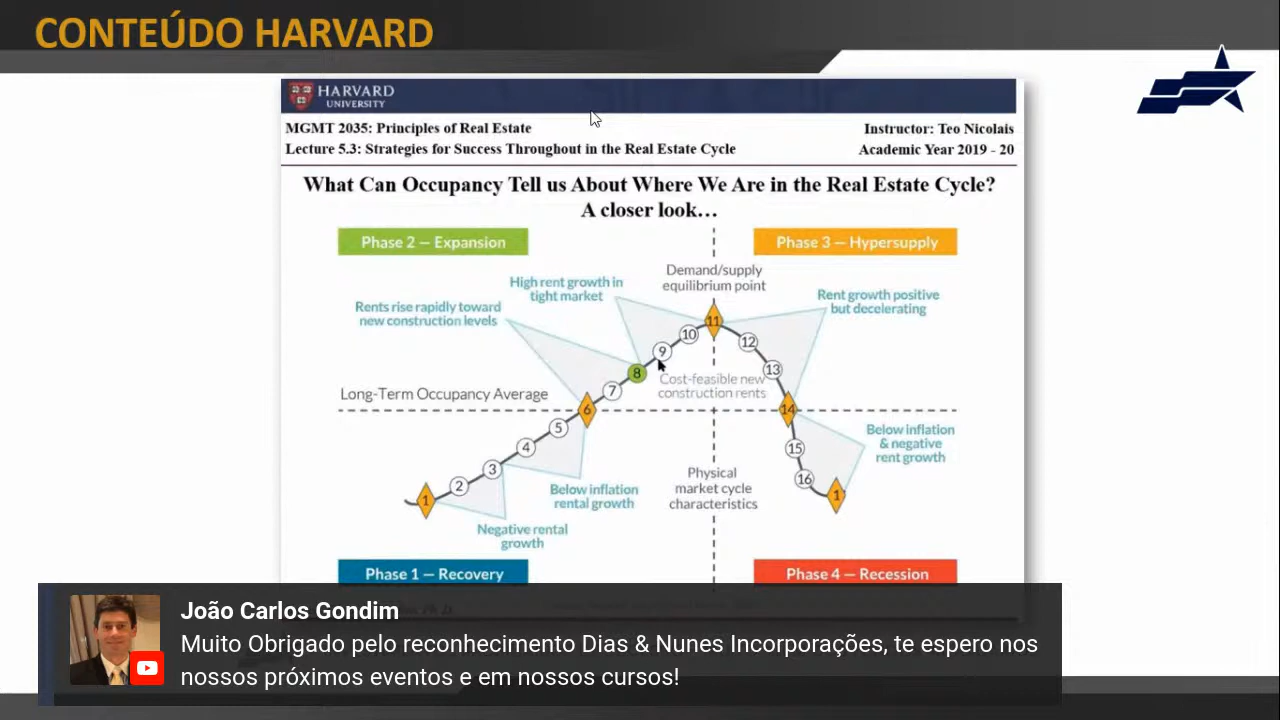 CONTEÚDO HARVARD
HARVARD
UNIVERSITY
MGMT 2035: Principles of Real Estate
Instructor: Teo Nicolais
Lecture 5.3: Strategies for Success Throughout in the Real Estate Cycle
Academic Year 2019 - 20
What Can Occupancy Tell us About Where We Are in the Real Estate Cycle?
A closer look…
Phase 2 — Expansion
Phase 3 — Hypersupply
Demand/supply
equilibrium point
High rent growth in
tight market
Rents rise rapidly toward
new construction levels
Rent growth positive
but decelerating
11
10
12
9
13
8
7
Cost-feasible new
construction rents
Long-Term Occupancy Average
6
14
5
4
3
2
1
15
16
1
Below inflation
& negative
rent growth
Physical
market cycle
characteristics
Below inflation
rental growth
Negative rental
growth
Phase 1 — Recovery
Phase 4 — Recession
João Carlos Gondim
Muito Obrigado pelo reconhecimento Dias & Nunes Incorporações, te espero nos
nossos próximos eventos e em nossos cursos!